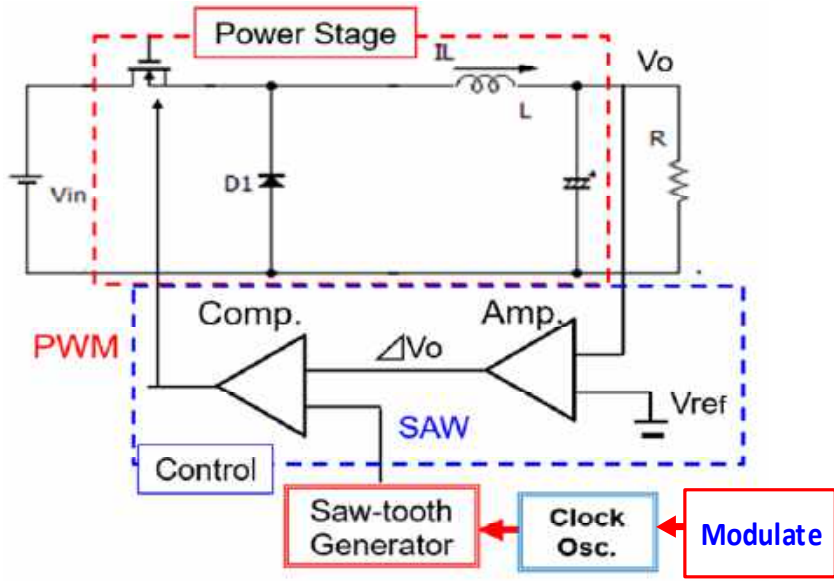 Power Stage
IL
Vo
L
R
Vin
D1
Comp.
Amp.
PWM
⊿Vo
Vref
SAW
Control
Saw-tooth
Generator
Clock
Osc.
Modulate